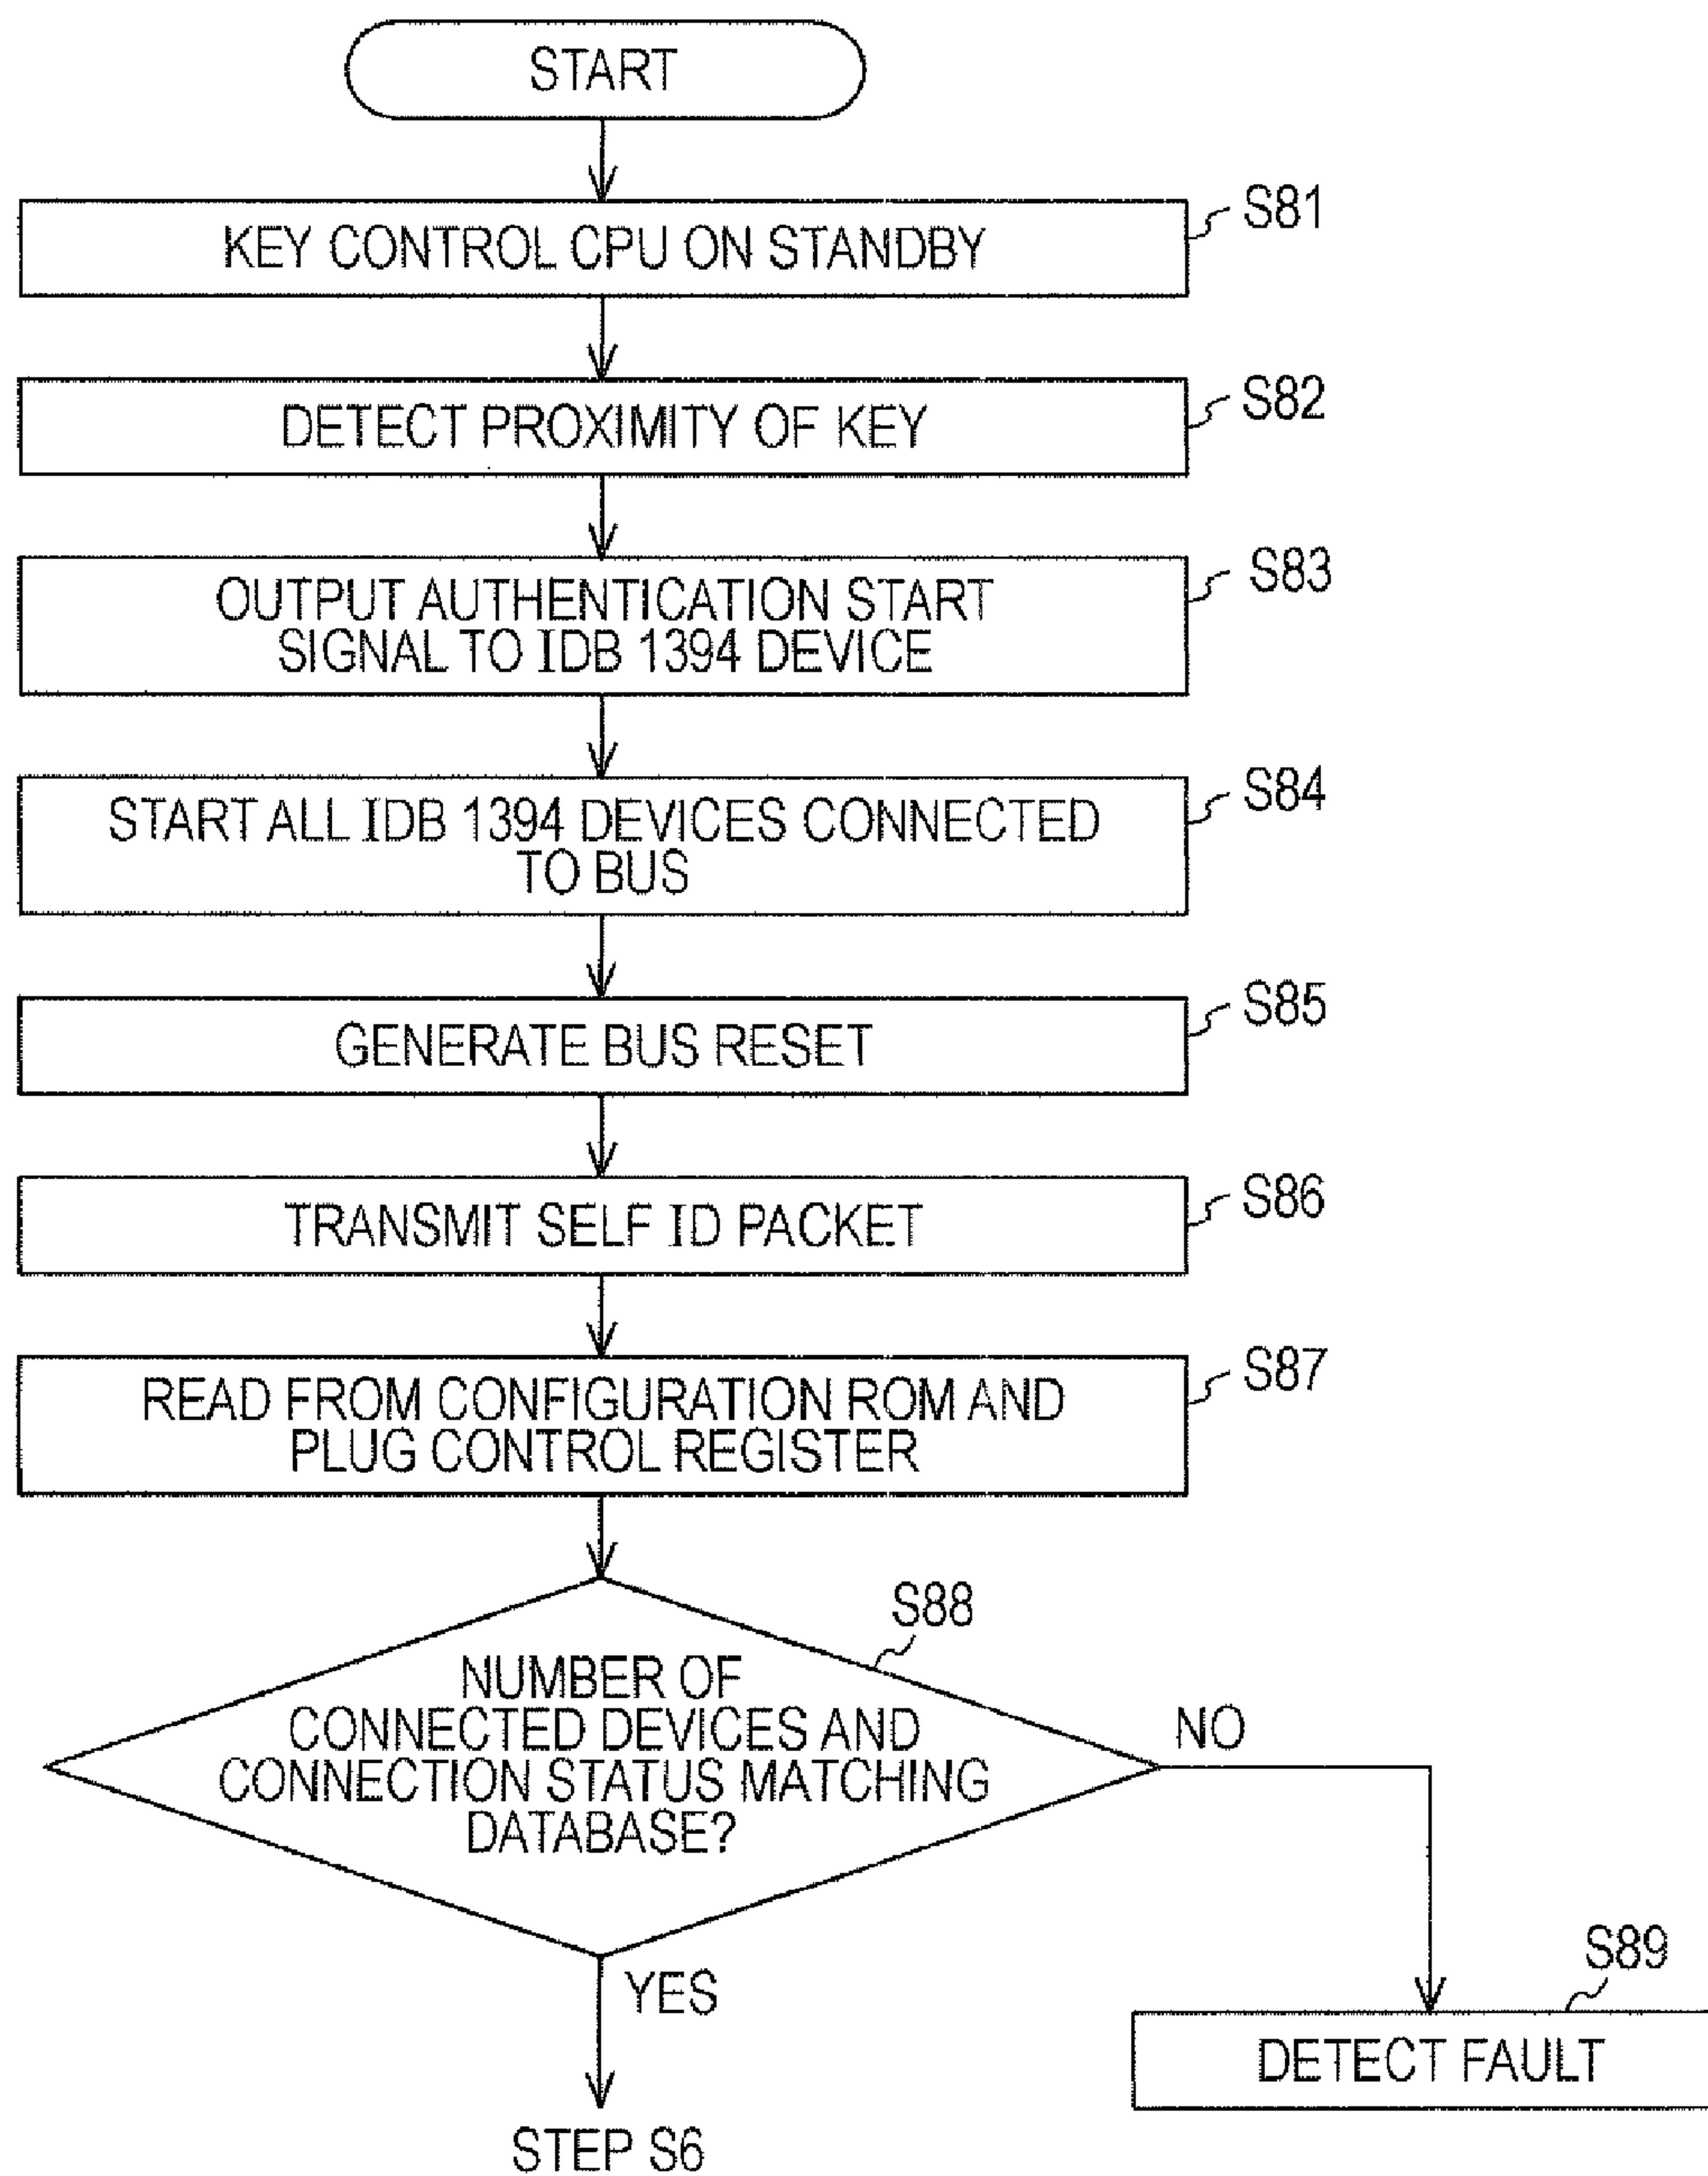 START
S81
KEY CONTROL CPU ON STANDBY
S82
DETECT PROXIMITY OF KEY
S83
OUTPUT AUTHENTICATION START
SIGNAL TO IDB 1394 DEVICE
S84
START ALL IDB 1394 DEVICES CONNECTED
TO BUS
S85
GENERATE BUS RESET
S86
TRANSMIT SELF ID PACKET
S87
READ FROM CONFIGURATION ROM AND
PLUG CONTROL REGISTER
S88
NUMBER OF
CONNECTED DEVICES AND
CONNECTION STATUS MATCHING
DATABASE?
NO
YES
S89
DETECT FAULT
STEP S6